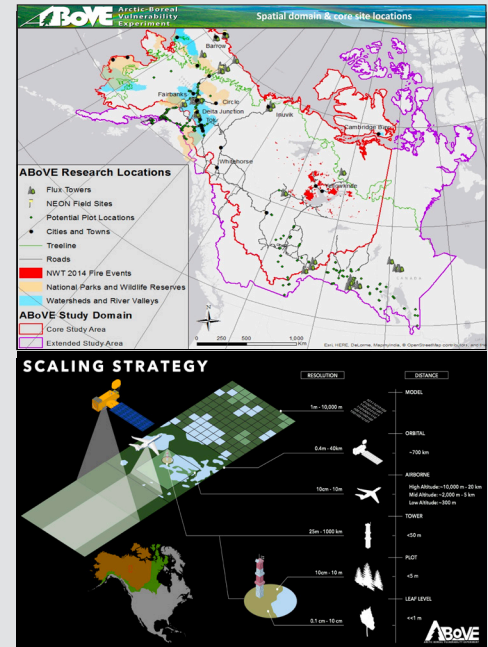 ABoVE Arctic-Boreal
Vulnerability
Experiment
Spatial domain & core site locations
Barrow
Fairbanks
Circle
Delta Junction
Tok
Inuvik
Cambridge Bay
Whitehorse
Yellowknife
ABoVE Research Locations
Flux Towers
NEON Field Sites
Potential Plot Locations
Cities and Towns
Treeline
Roads
NWT 2014 Fire Events
National Parks and Wildlife Reserves
Watersheds and River Valleys
ABoVE Study Domain
Core Study Area
Extended Study Area
N
0 250 500 1,000
Km
Esri, HERE, DeLorme, MapmyIndia, © OpenStreetMap
SCALING STRATEGY
RESOLUTION
DISTANCE
MODEL
1m - 10,000 m
ORBITAL
0.4m - 40km
~700 km
AIRBORNE
10cm - 10m
High Altitude:~10,000 m - 20 km
Mid Altitude:~2,000 m - 5 km
Low Altitude:~300 m
TOWER
25m - 1000 km
<50 m
PLOT
10cm - 10 m
<5 m
LEAF LEVEL
0.1 cm - 10 cm
<<1 m
ABoVE